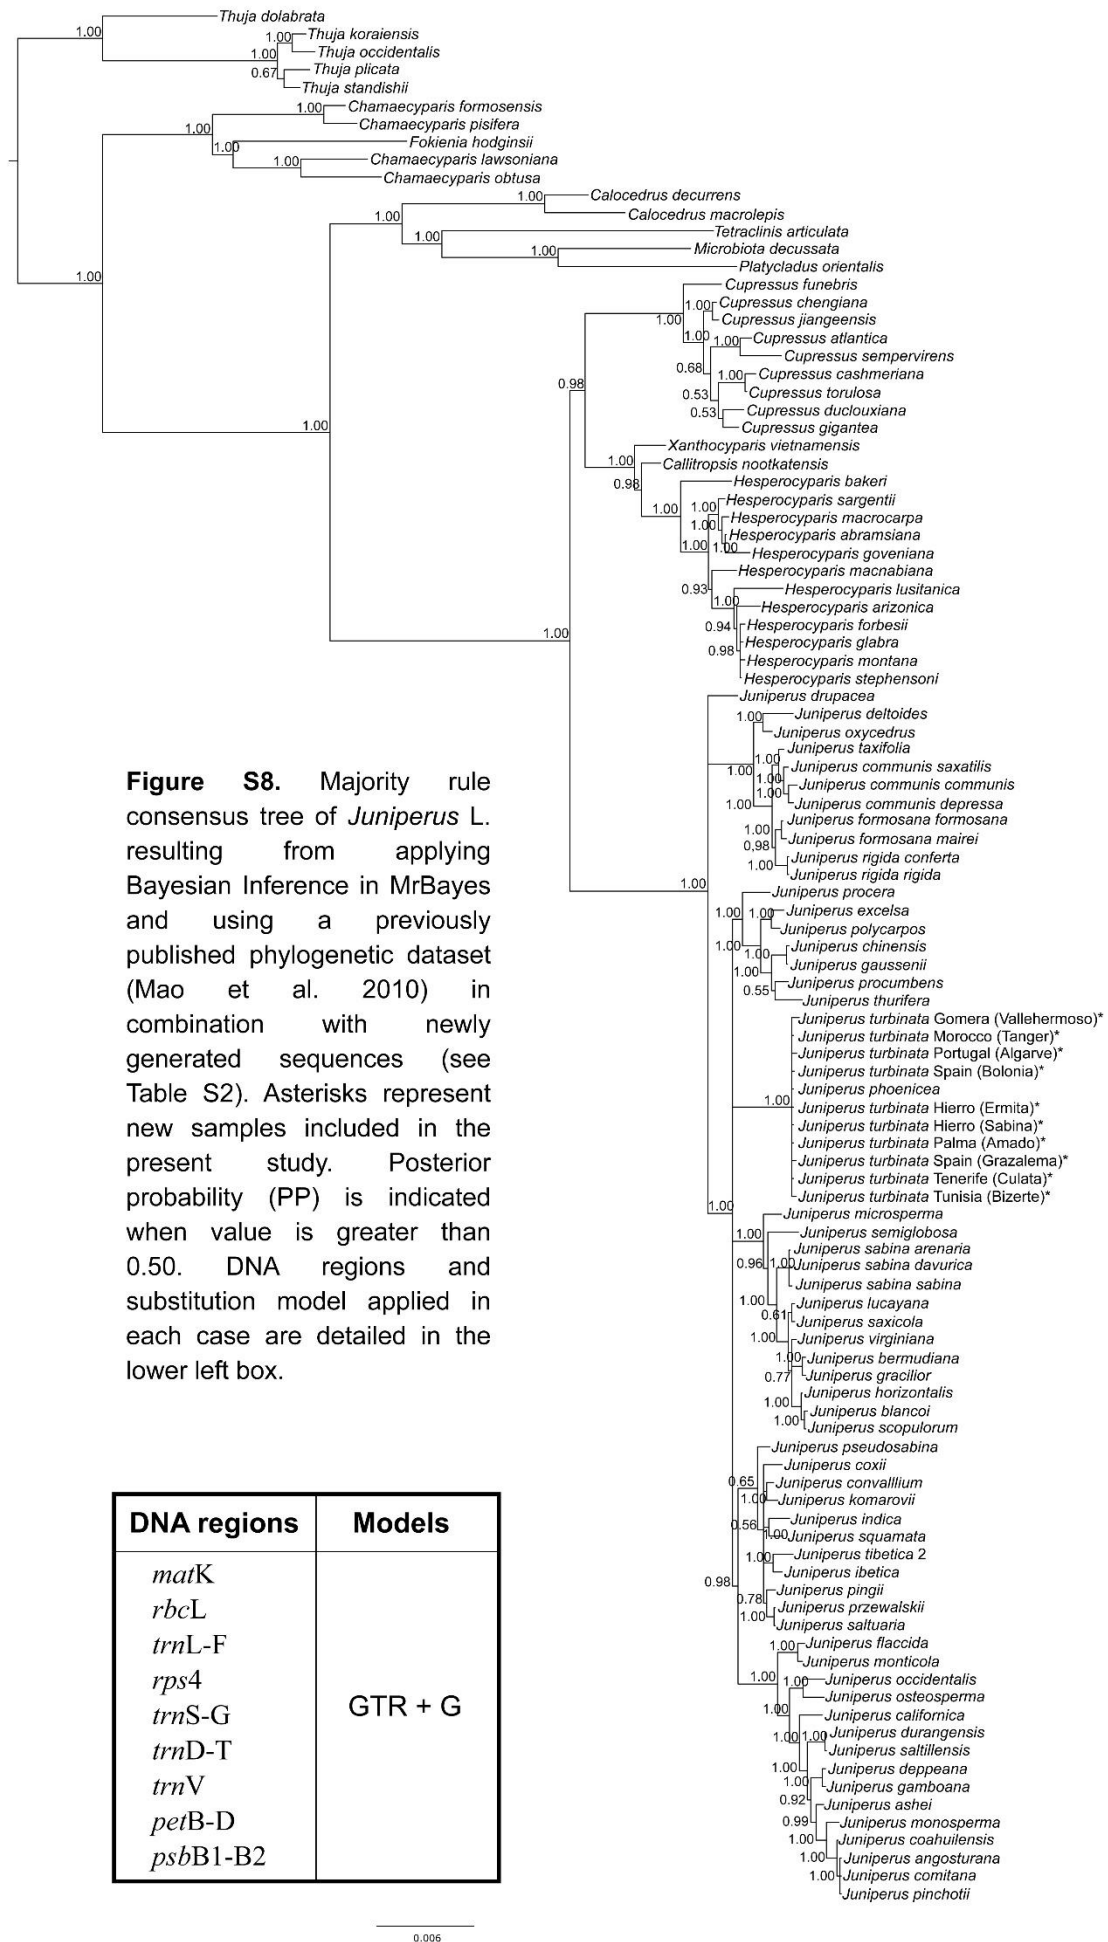 Thuja dolabrata
1.00
1.00
Thuja koraiensis
1.00
Thuja occidentalis
0.67
Thuja plicata
Thuja standishii
1.00
Chamaecyparis formosensis
1.00
Chamaecyparis pisifera
1.00
Fokienia hodginsii
1.00
Chamaecyparis lawsoniana
Chamaecyparis obtusa
1.00
Calocedrus decurrens
1.00
Calocedrus macrolepis
1.00
Tetraclinis articulata
1.00
Microbiota decussata
1.00
Platycladus orientalis
Cupressus funebris
1.00
Cupressus chengiana
1.00
Cupressus jiangeensis
1.00
1.00
Cupressus atlantica
0.68
Cupressus sempervirens
0.98
1.00
Cupressus cashmeriana
0.53
Cupressus torulosa
0.53
Cupressus duclouxiana
1.00
Cupressus gigantea
Xanthocyparis vietnamensis
1.00
Callitropsis nootkatensis
0.98
Hesperocyparis bakeri
1.00
1.00
Hesperocyparis sargentii
1.00
Hesperocyparis macrocarpa
Hesperocyparis abramsiana
1.00
1.00
Hesperocyparis goveniana
Hesperocyparis macnabiana
0.93
Hesperocyparis lusitanica
1.00
Hesperocyparis arizonica
0.94
Hesperocyparis forbesii
1.00
Hesperocyparis glabra
0.98
Hesperocyparis montana
Hesperocyparis stephensoni
Juniperus drupacea
1.00
Juniperus deltoides
Juniperus oxycedrus
Juniperus taxifolia
1.00
1.00
Juniperus communis saxatilis
1.00
Juniperus communis communis
1.00
1.00
Juniperus communis depressa
Juniperus formosana formosana
1.00
Juniperus formosana mairei
0,98
Juniperus rigida conferta
1.00
Juniperus rigida rigida
1.00
Juniperus procera
1.00
1.00
Juniperus excelsa
Juniperus polycarpos
1.00
Juniperus chinensis
1.00
Juniperus gaussenii
1.00
Juniperus procumbens
0.55
Juniperus thurifera
Juniperus turbinata Gomera (Vallehermoso)*
Juniperus turbinata Morocco (Tanger)*
Juniperus turbinata Portugal (Algarve)*
Juniperus turbinata Spain (Bolonia)*
Juniperus phoenicea
1.00
Juniperus turbinata Hierro (Ermita)*
Juniperus turbinata Hierro (Sabina)*
Juniperus turbinata Palma (Amado)*
Juniperus turbinata Spain (Grazalema)*
Juniperus turbinata Tenerife (Culata)*
Juniperus turbinata Tunisia (Bizerte)*
1.00
Juniperus microsperma
1.00
Juniperus semiglobosa
Juniperus sabina arenaria
0.96
1.00
Juniperus sabina davurica
Juniperus sabina sabina
1.00
Juniperus lucayana
0.61
Juniperus saxicola
1.00
Juniperus virginiana
1.00
Juniperus bermudiana
0.77
Juniperus gracilior
Juniperus horizontalis
1.00
Juniperus blancoi
1.00
Juniperus scopulorum
Juniperus pseudosabina
Juniperus coxii
0.65
Juniperus convalllium
1.00
Juniperus komarovii
Juniperus indica
0.56
1.00
Juniperus squamata
Juniperus tibetica 2
1.00
Juniperus ibetica
0.98
Juniperus pingii
0.78
Juniperus przewalskii
1.00
Juniperus saltuaria
1.00
Juniperus flaccida
Juniperus monticola
1.00
Juniperus occidentalis
1.00
Juniperus osteosperma
1.00
Juniperus californica
1.00
1.00
Juniperus durangensis
Juniperus saltillensis
1.00
Juniperus deppeana
1.00
Juniperus gamboana
0.92
Juniperus ashei
0.99
Juniperus monosperma
1.00
Juniperus coahuilensis
1.00
Juniperus angosturana
1.00
Juniperus comitana
Juniperus pinchotii
Figure S8. Majority rule
consensus tree of Juniperus L.
resulting from applying
Bayesian Inference in MrBayes
and using a previously
published phylogenetic dataset
(Mao et al. 2010) in
combination with newly
generated sequences (see
Table S2). Asterisks represent
new samples included in the
present study. Posterior
probability (PP) is indicated
when value is greater than
0.50. DNA regions and
substitution model applied in
each case are detailed in the
lower left box.
DNA regions Models
matK
rbcL
trnL-F
rps4
trnS-G
trnD-T
trnV
petB-D
psbB1-B2
GTR + G
0.006